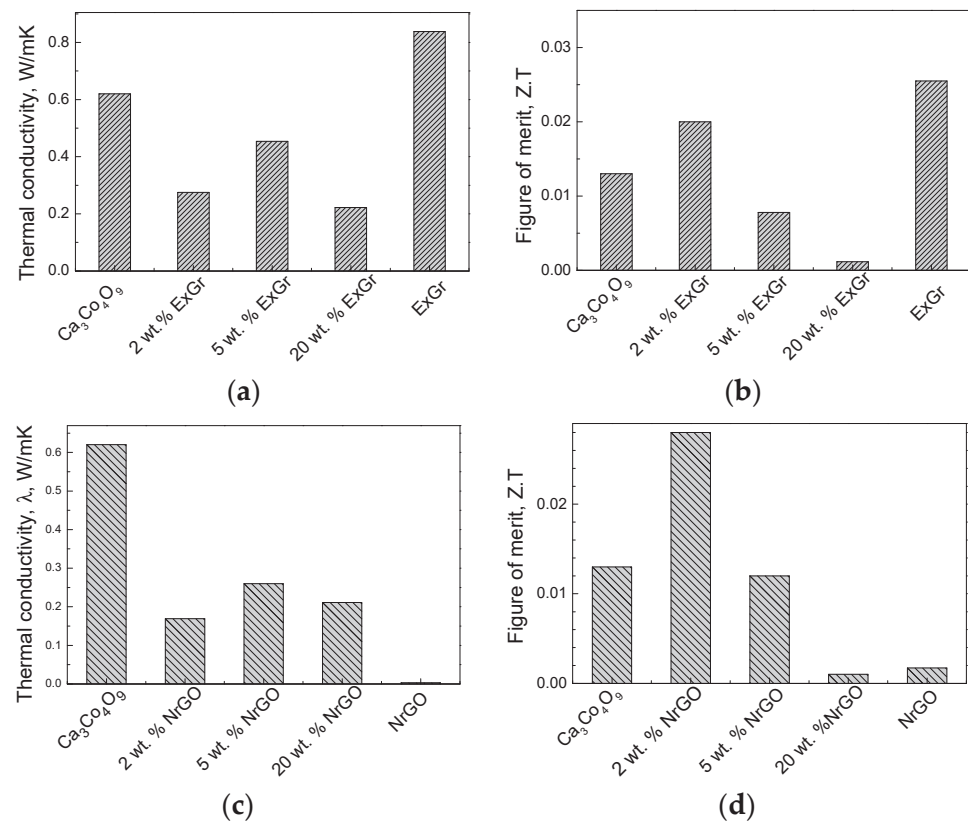 Thermal conductivity, W/mK
0.8
0.6
0.4
0.2
0.0
Ca₃Co₄O₉
2 wt. % ExGr
5 wt. % ExGr
20 wt. % ExGr
ExGr
(a)
Figure of merit, Z.T
0.03
0.02
0.01
0.00
Ca₃Co₄O₉
2 wt. % ExGr
5 wt. % ExGr
20 wt. % ExGr
ExGr
(b)
Thermal conductivity, λ, W/mK
0.6
0.5
0.4
0.3
0.2
0.1
0.0
Ca₃Co₄O₉
2 wt. % NrGO
5 wt. % NrGO
20 wt. % NrGO
NrGO
(c)
Figure of merit, Z.T
0.02
0.01
0.00
Ca₃Co₄O₉
2 wt. % NrGO
5 wt. % NrGO
20 wt. %NrGO
NrGO
(d)